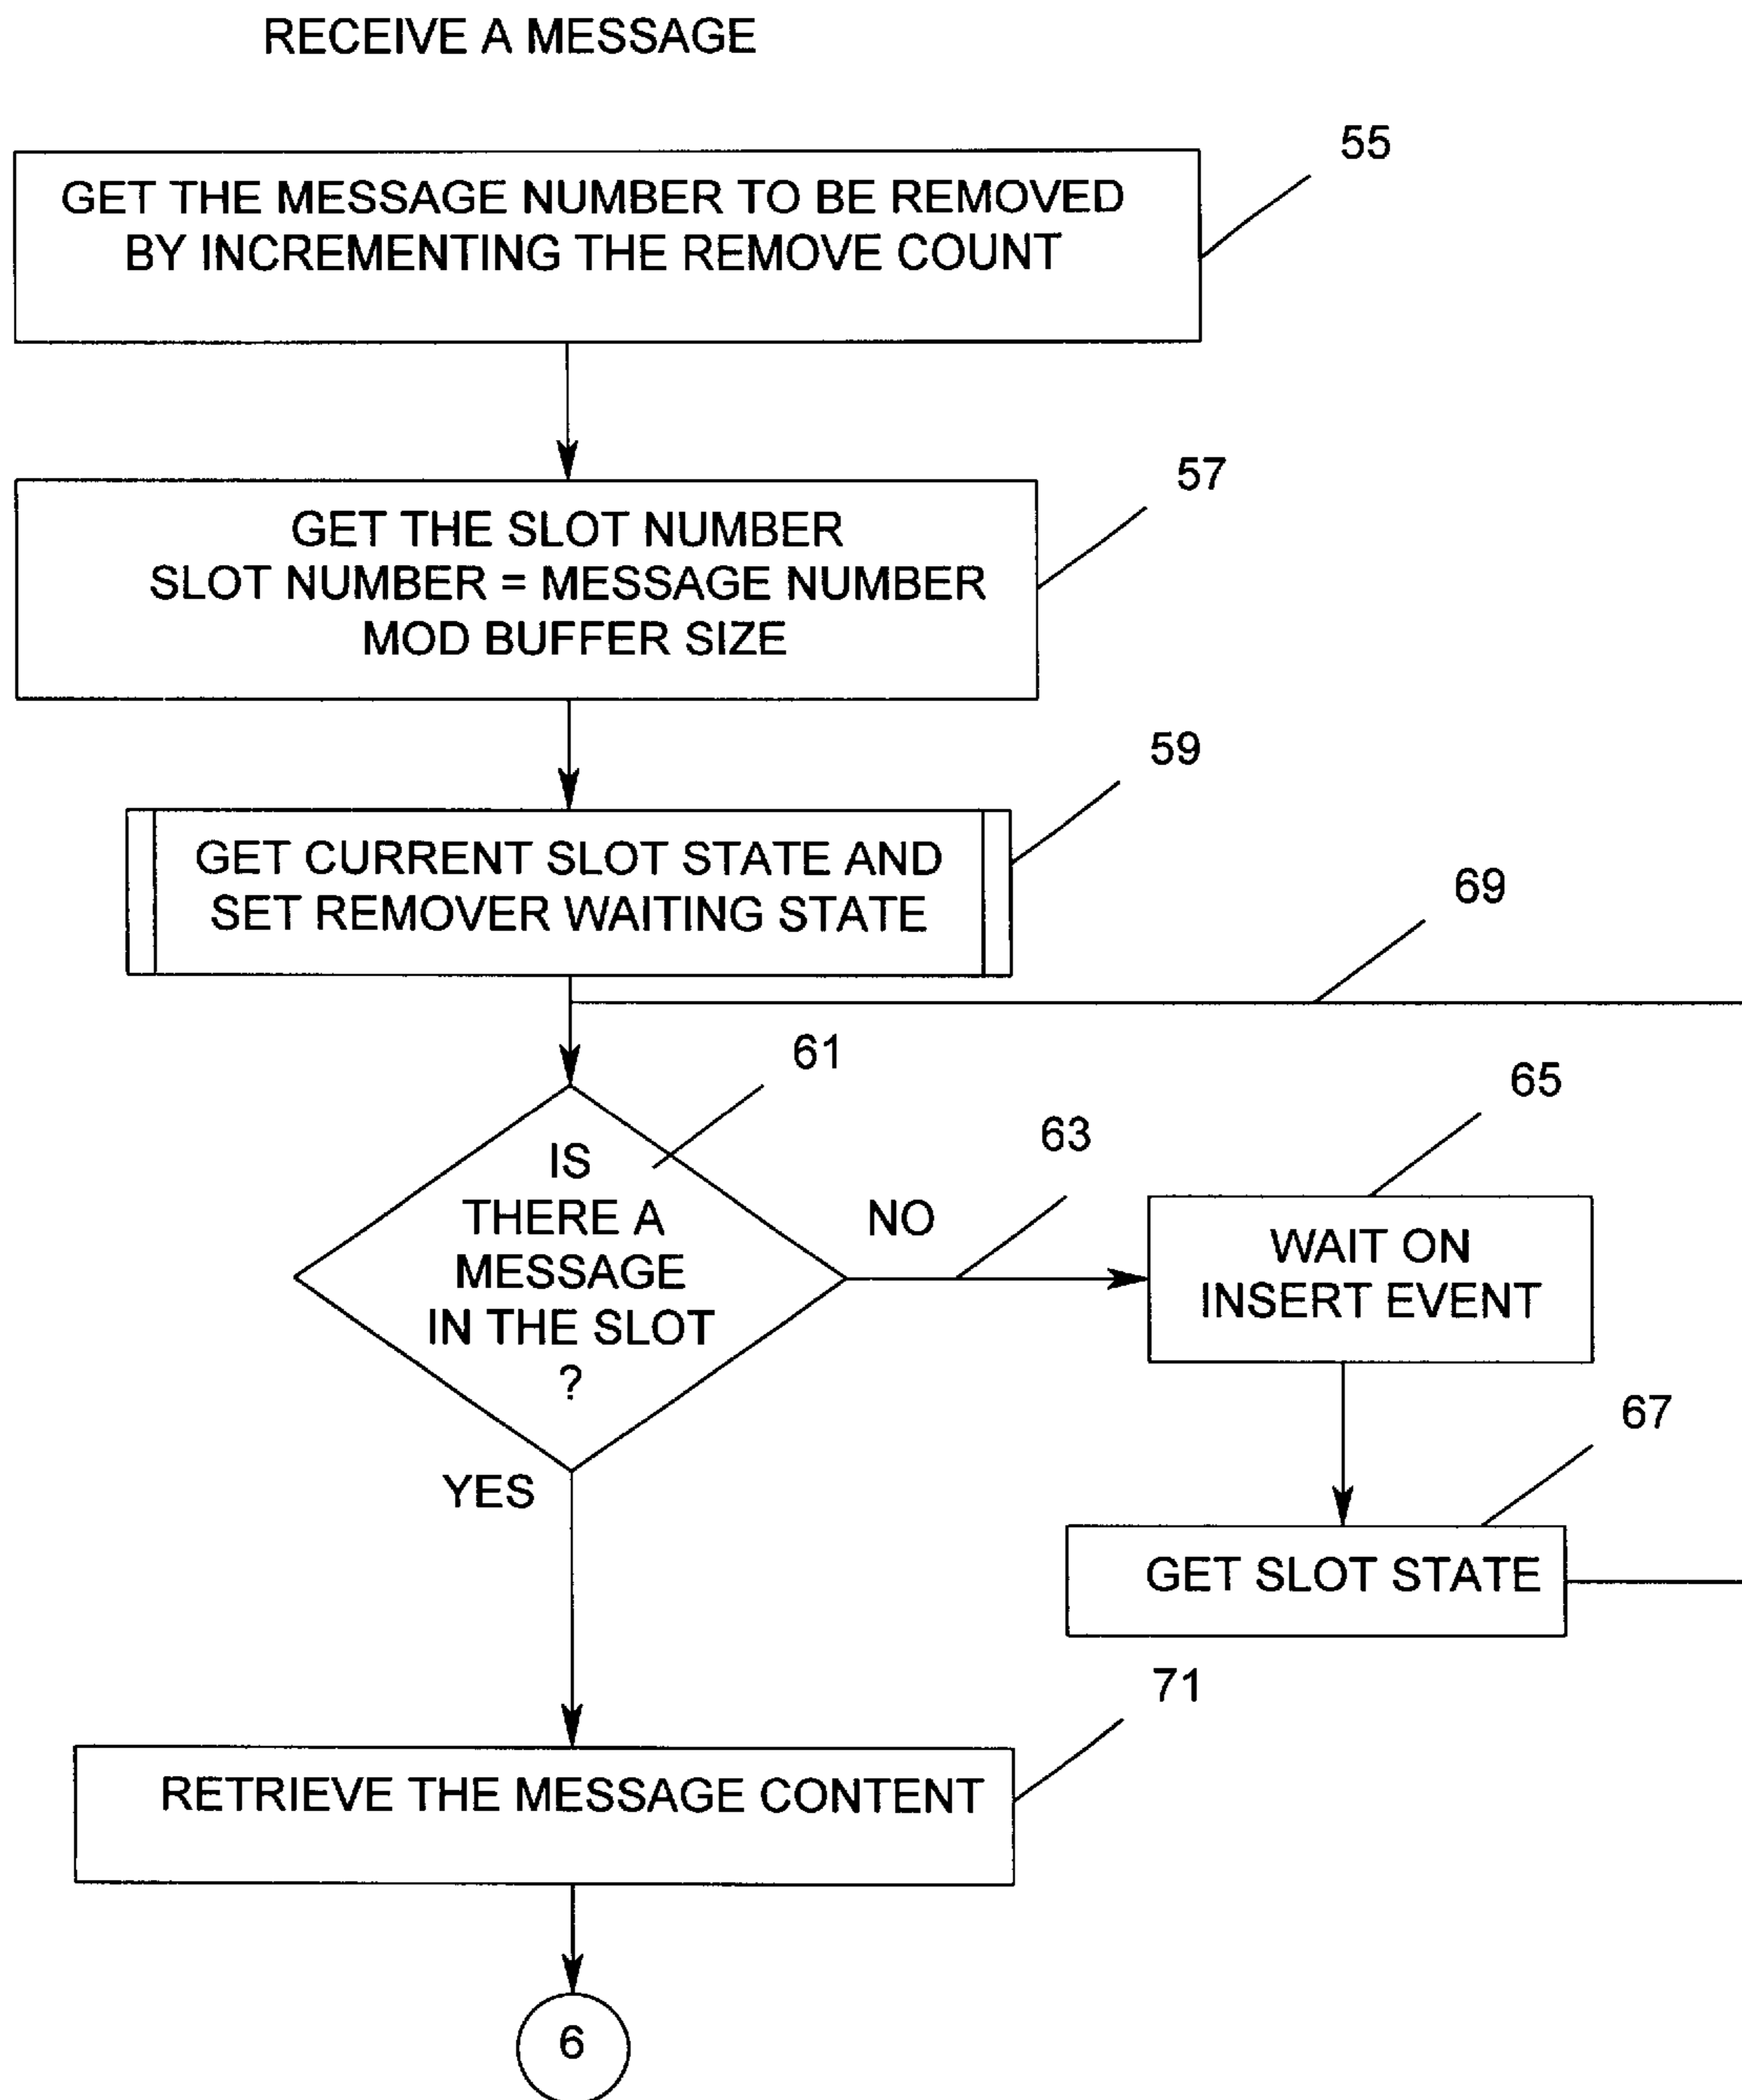 RECEIVE A MESSAGE
55
GET THE MESSAGE NUMBER TO BE REMOVED
BY INCREMENTING THE REMOVE COUNT
57
GET THE SLOT NUMBER
SLOT NUMBER = MESSAGE NUMBER
MOD BUFFER SIZE
59
GET CURRENT SLOT STATE AND
SET REMOVER WAITING STATE
69
61
63
65
IS
THERE A
MESSAGE
IN THE SLOT
?
NO
WAIT ON
INSERT EVENT
67
YES
GET SLOT STATE
71
RETRIEVE THE MESSAGE CONTENT
6